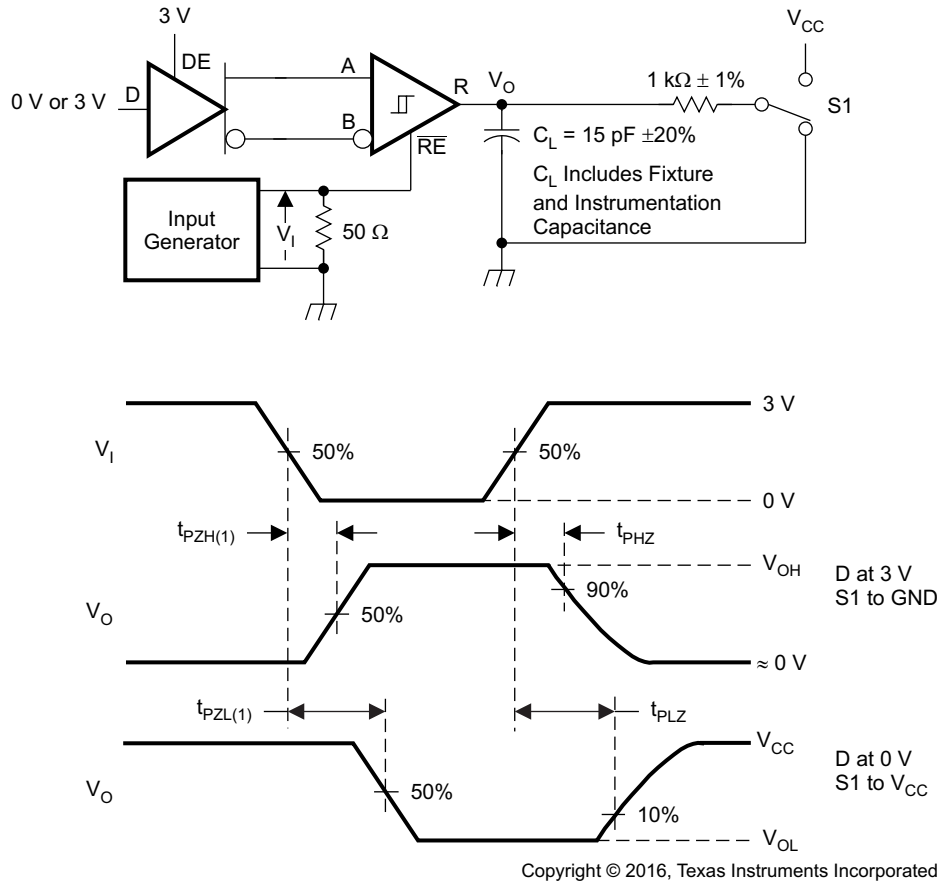 3 V
V_CC
DE
A
R
V_O
1 kΩ ± 1%
0 V or 3 V
D
S1
B
R̅E̅
C_L = 15 pF ±20%
C_L Includes Fixture
and Instrumentation
Capacitance
Input
Generator
V_I
50 Ω
3 V
V_I
50%
50%
0 V
t_PZH(1)
t_PHZ
V_OH
D at 3 V
S1 to GND
90%
V_O
50%
≈ 0 V
t_PZL(1)
t_PLZ
V_CC
D at 0 V
S1 to V_CC
V_O
50%
10%
V_OL
Copyright © 2016, Texas Instruments Incorporated